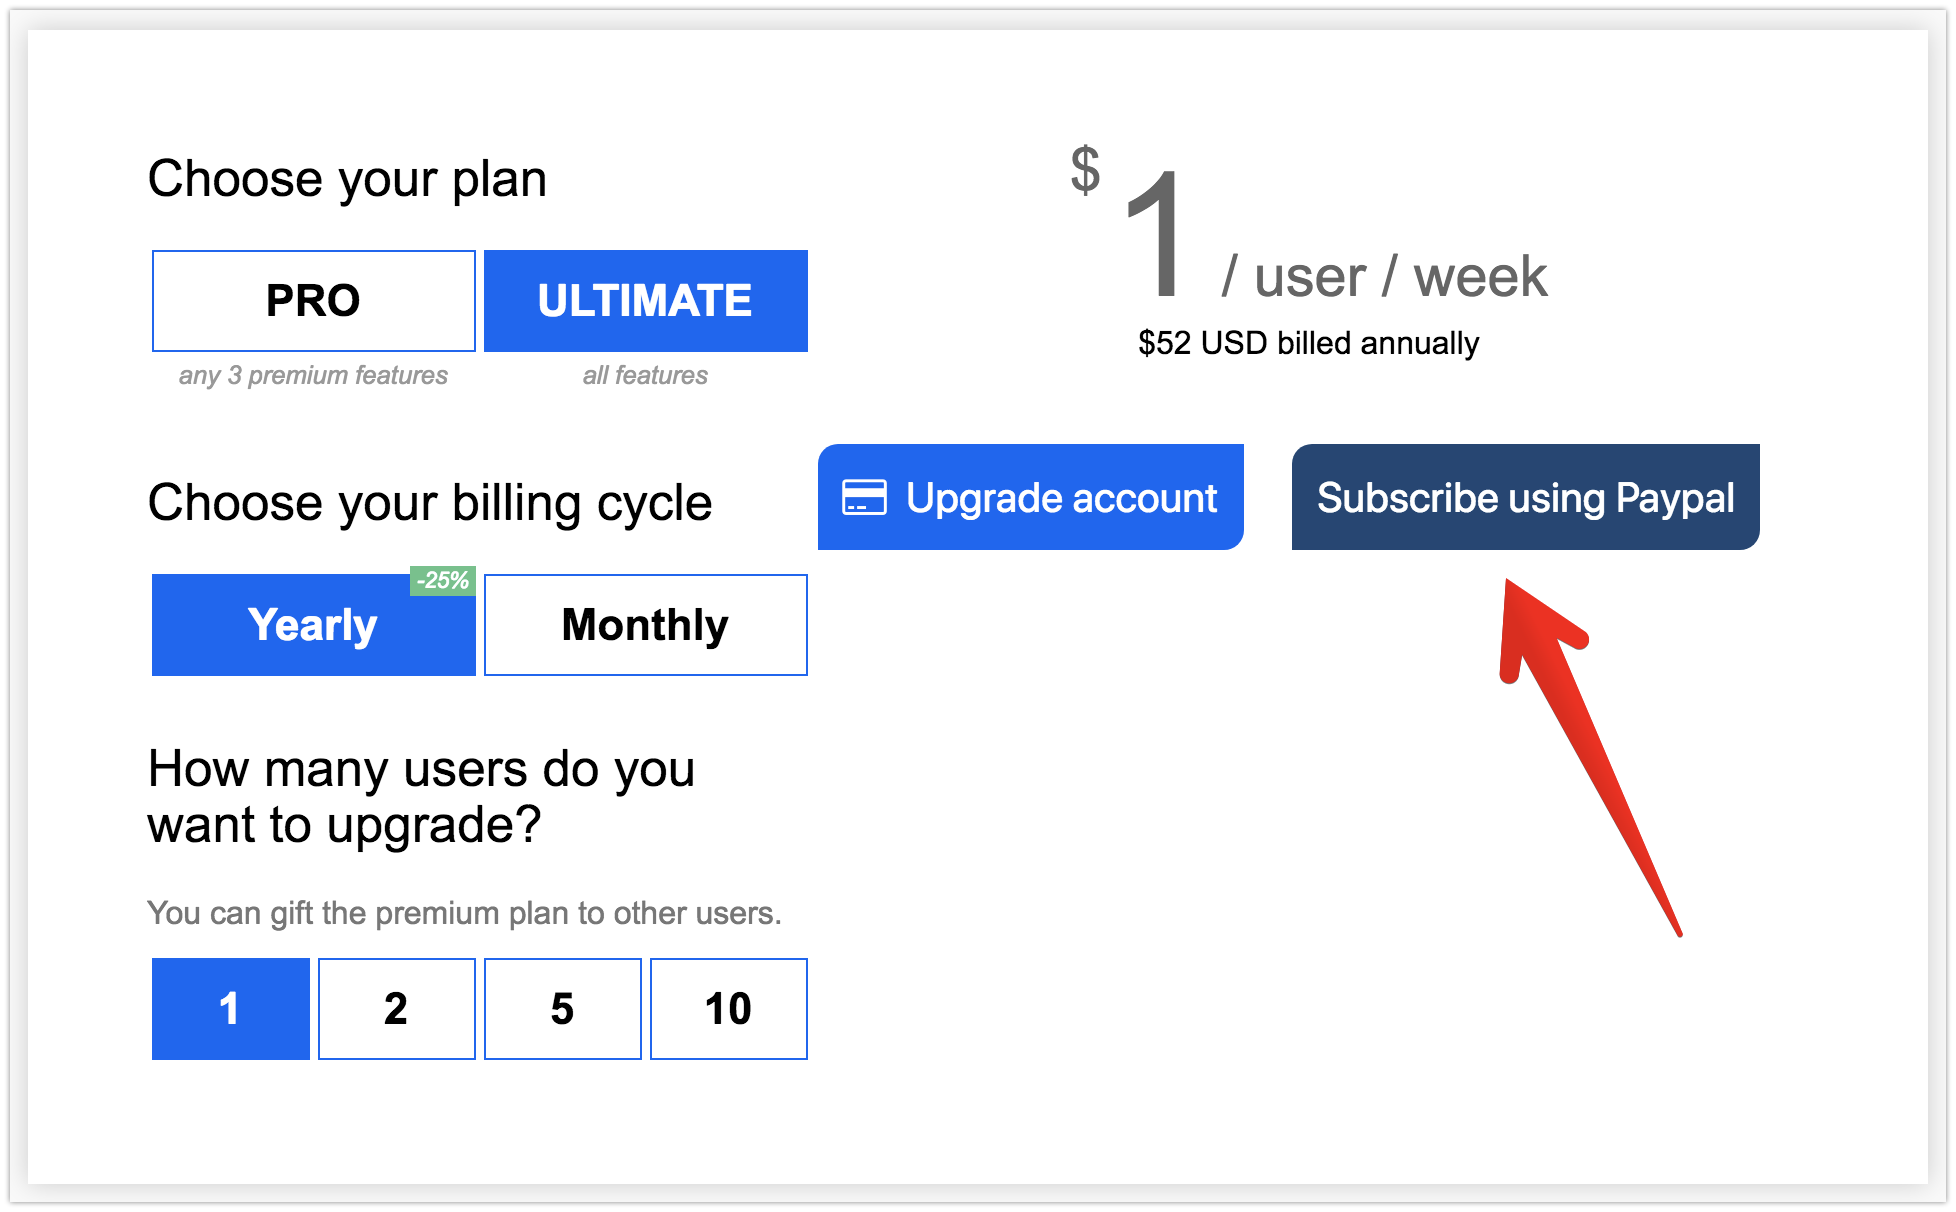 Choose your plan
PRO
ULTIMATE
any 3 premium features
all features
$ 1 / user / week
$52 USD billed annually
Upgrade account
Subscribe using Paypal
Choose your billing cycle
-25%
Yearly
Monthly
How many users do you
want to upgrade?
You can gift the premium plan to other users.
1
2
5
10